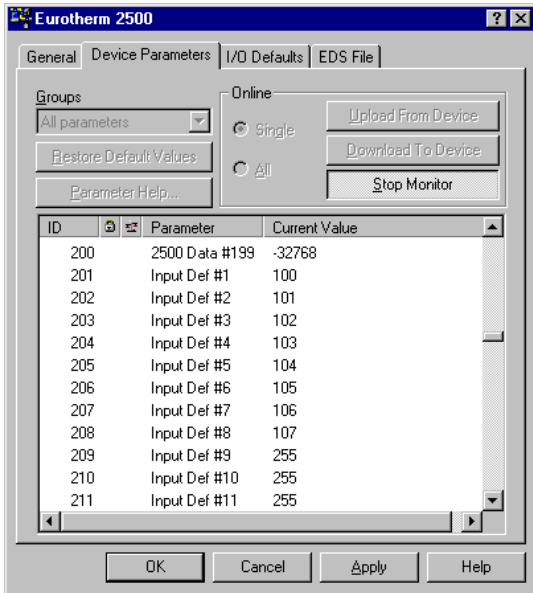 Eurotherm 2500
General Device Parameters I/O Defaults EDS File
Groups
All parameters
Restore Default Values
Parameter Help...
Online
Single
All
Upload From Device
Download To Device
Stop Monitor
ID Parameter Current Value
200 2500 Data #199 -32768
201 Input Def #1 100
202 Input Def #2 101
203 Input Def #3 102
204 Input Def #4 103
205 Input Def #5 104
206 Input Def #6 105
207 Input Def #7 106
208 Input Def #8 107
209 Input Def #9 255
210 Input Def #10 255
211 Input Def #11 255
OK Cancel Apply Help